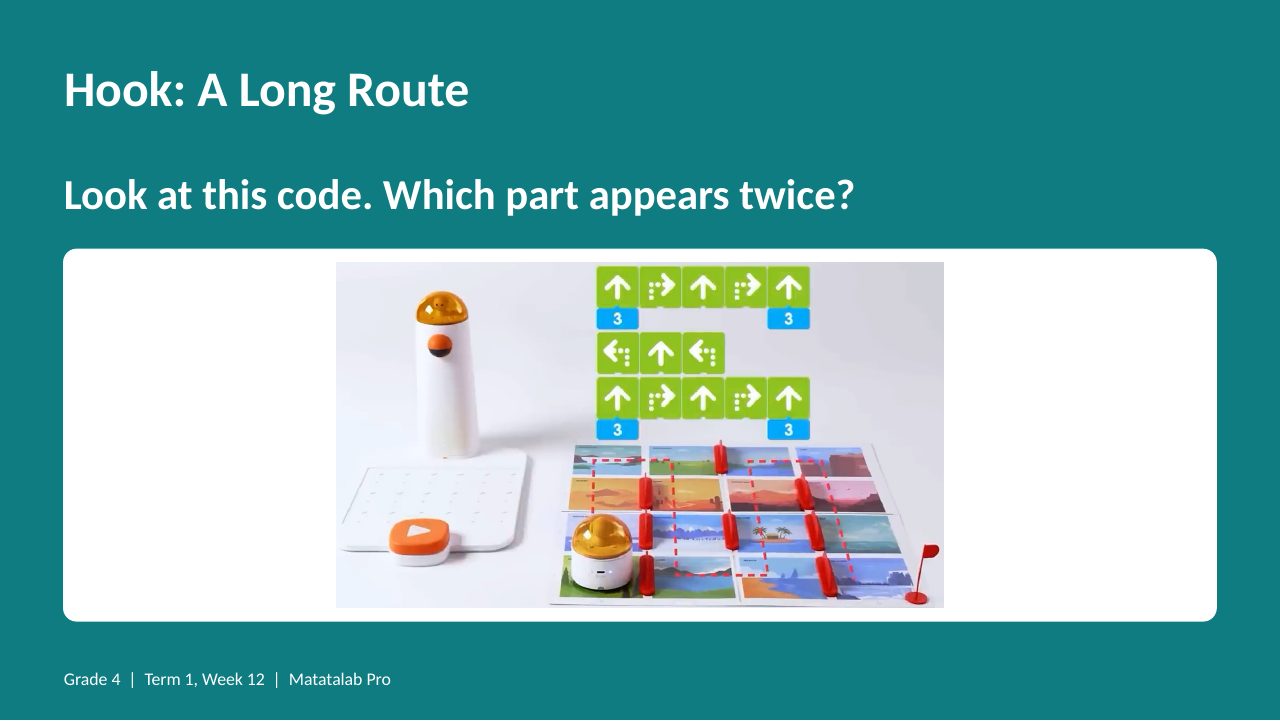 Hook: A Long Route
Look at this code. Which part appears twice?
3 3
3 3
Grade 4 | Term 1, Week 12 | Matatalab Pro